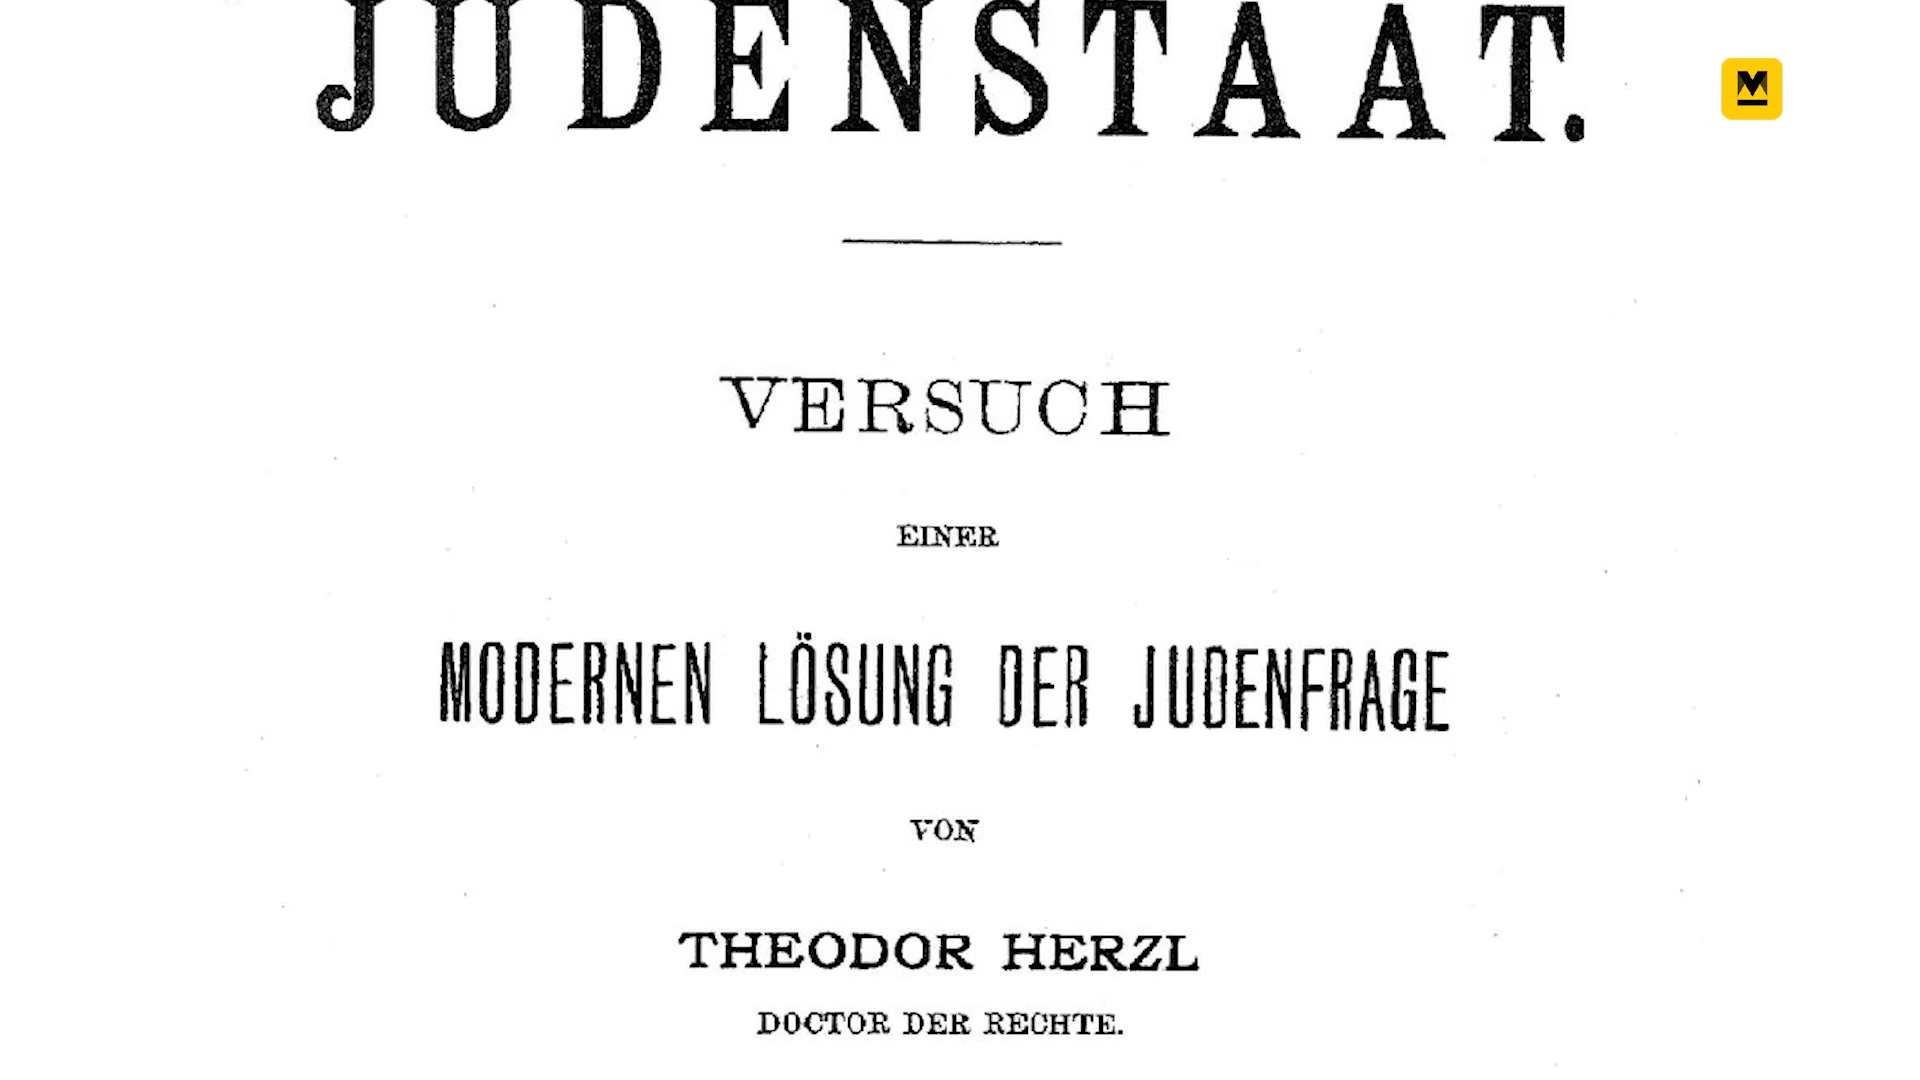 JUDENSTAAT.
VERSUCH
EINER
MODERNEN LÖSUNG DER JUDENFRAGE
VON
THEODOR HERZL
DOCTOR DER RECHTE.